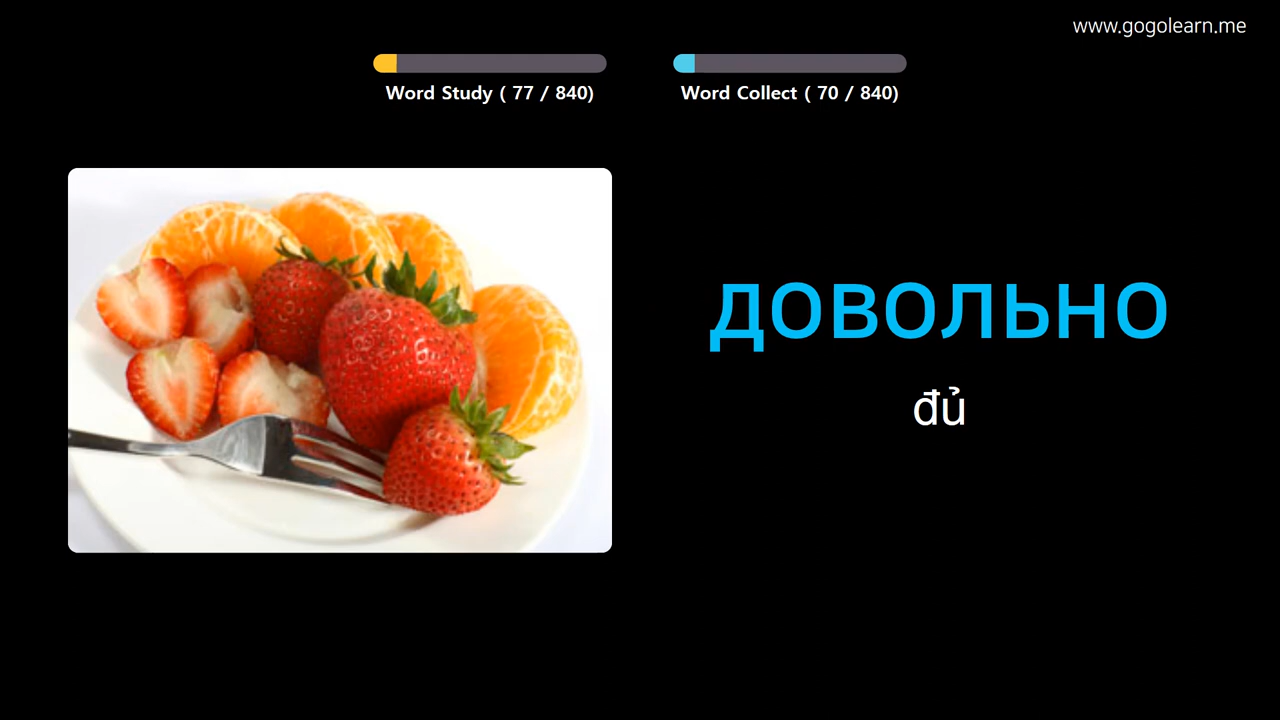 www.gogolearn.me
Word Study ( 77 / 840)
Word Collect ( 70 / 840)
довольно
đủ